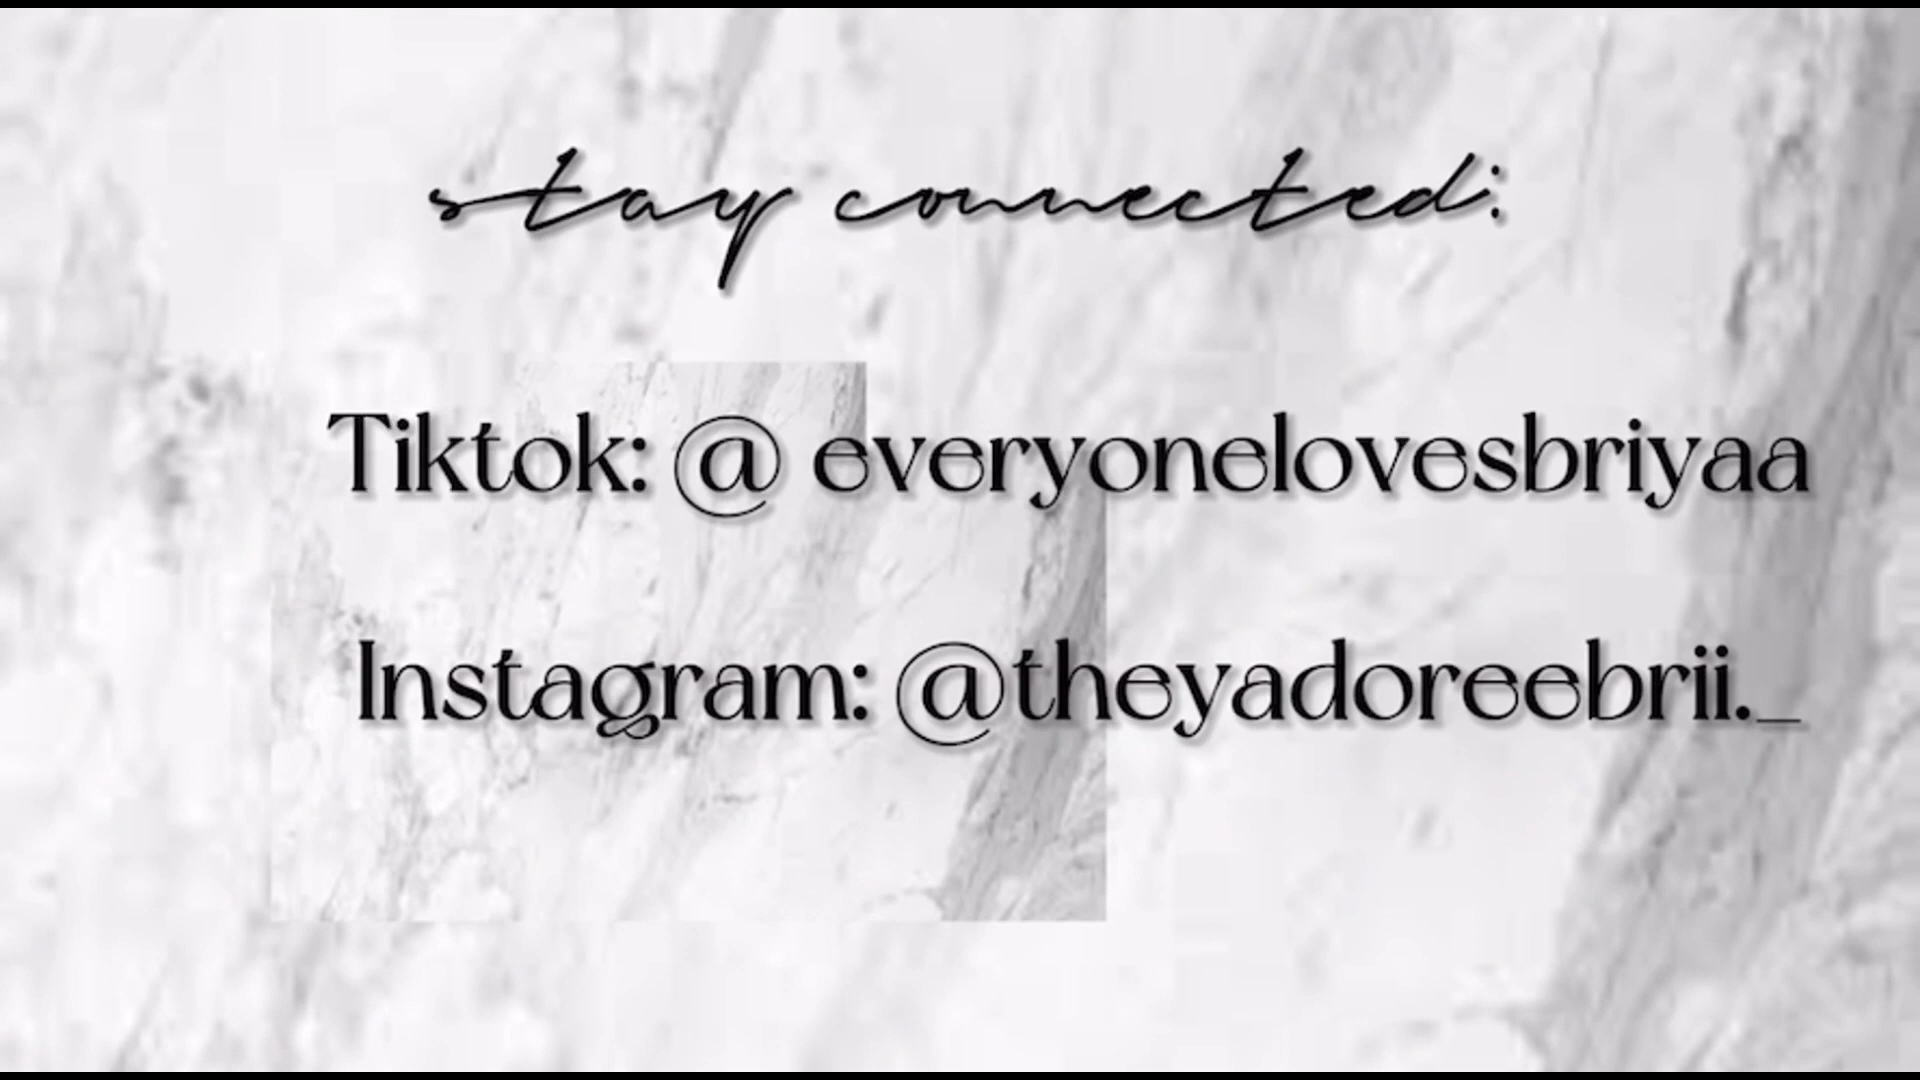 stay connected:
Tiktok: @ everyonelovesbriyaa
Instagram: @theyadoreebrii._